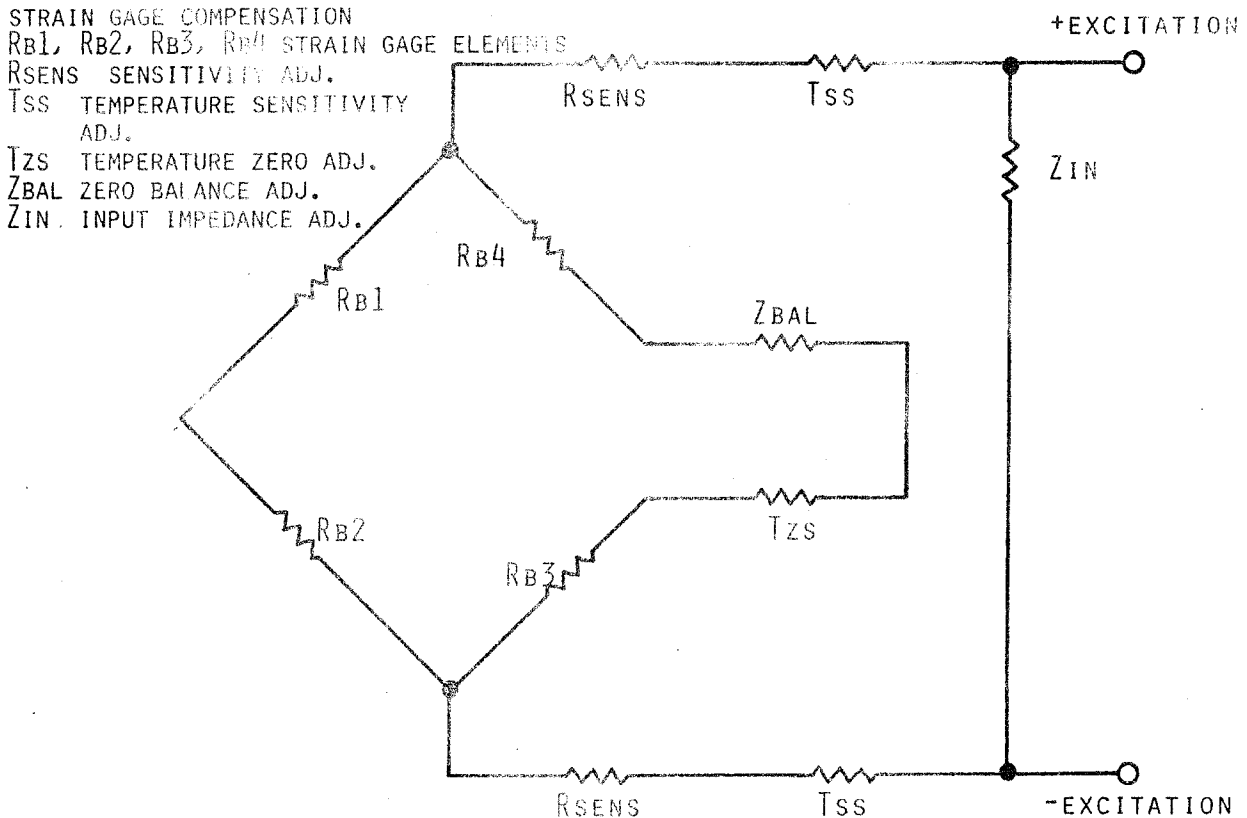 STRAIN GAGE COMPENSATION
RB1, RB2, RB3, RB4 STRAIN GAGE ELEMENTS
RSENS SENSITIVITY ADJ.
TSS TEMPERATURE SENSITIVITY
ADJ.
TZS TEMPERATURE ZERO ADJ.
ZBAL ZERO BALANCE ADJ.
ZIN. INPUT IMPEDANCE ADJ.
+EXCITATION
RSENS
TSS
ZIN
RB4
RB1
ZBAL
RB2
TZS
RB3
RSENS
TSS
-EXCITATION